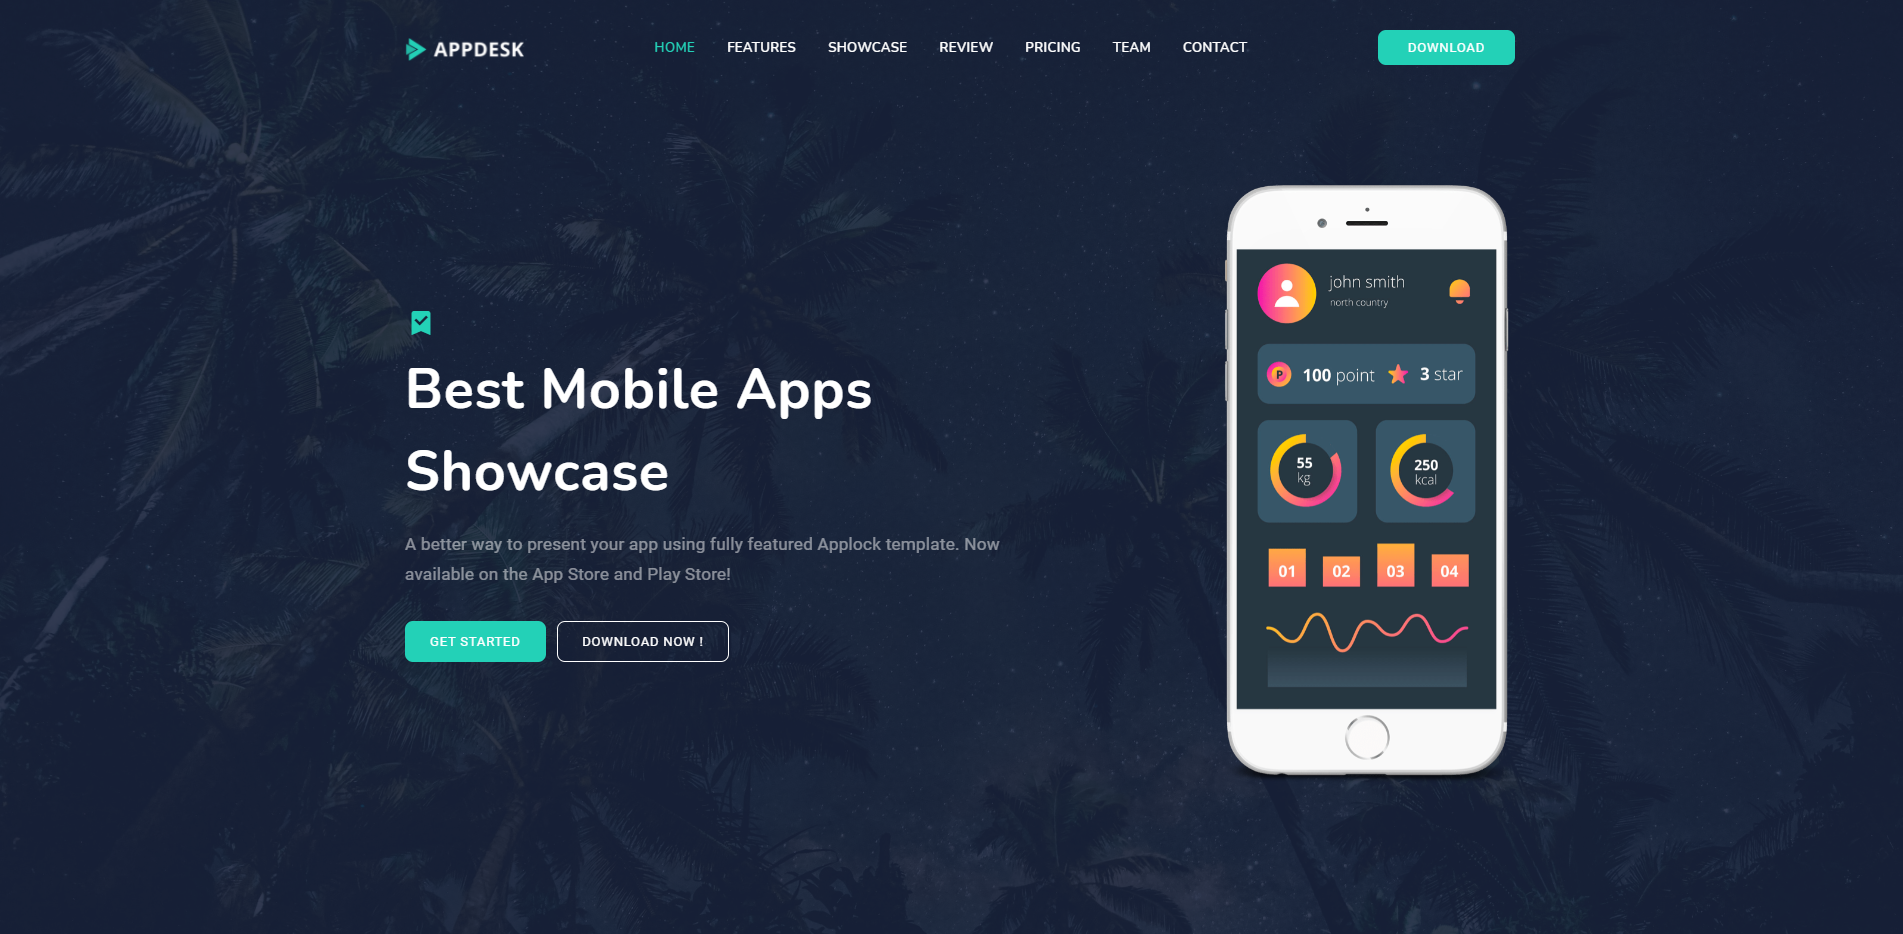 APPDESK
HOME FEATURES SHOWCASE REVIEW PRICING TEAM CONTACT
DOWNLOAD
Best Mobile Apps
Showcase
A better way to present your app using fully featured Applock template. Now
available on the App Store and Play Store!
GET STARTED
DOWNLOAD NOW !
john smith
north country
P 100 point 3 star
55
kg
250
kcal
01 02 03 04